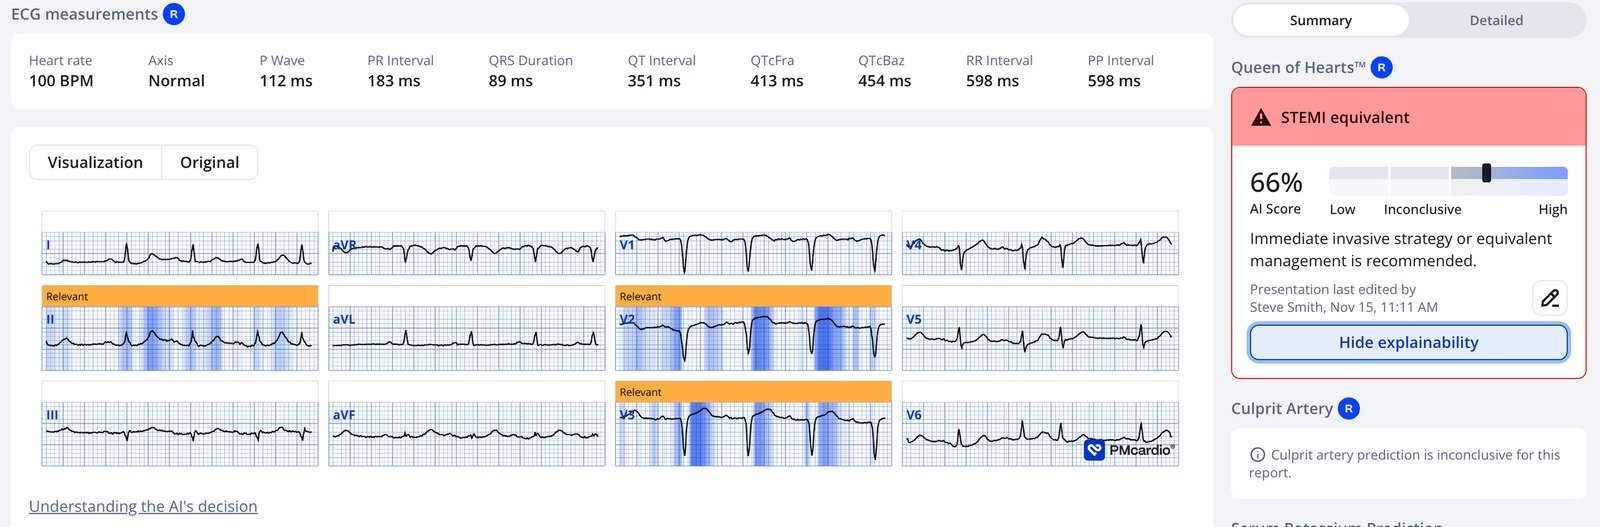 ECG measurements R
Heart rate
100 BPM
Axis
Normal
P Wave
112 ms
PR Interval
183 ms
QRS Duration
89 ms
QT Interval
351 ms
QTcFra
413 ms
QTcBaz
454 ms
RR Interval
598 ms
PP Interval
598 ms
Visualization
Original
I
aVR
V1
V4
Relevant
II
aVL
Relevant
V2
V5
III
aVF
Relevant
V3
V6
PMcardio®
Understanding the AI's decision
Summary
Detailed
Queen of Hearts™ R
STEMI equivalent
66%
AI Score
Low
Inconclusive
High
Immediate invasive strategy or equivalent
management is recommended.
Presentation last edited by
Steve Smith, Nov 15, 11:11 AM
Hide explainability
Culprit Artery R
Culprit artery prediction is inconclusive for this
report.
Serum Potassium Prediction